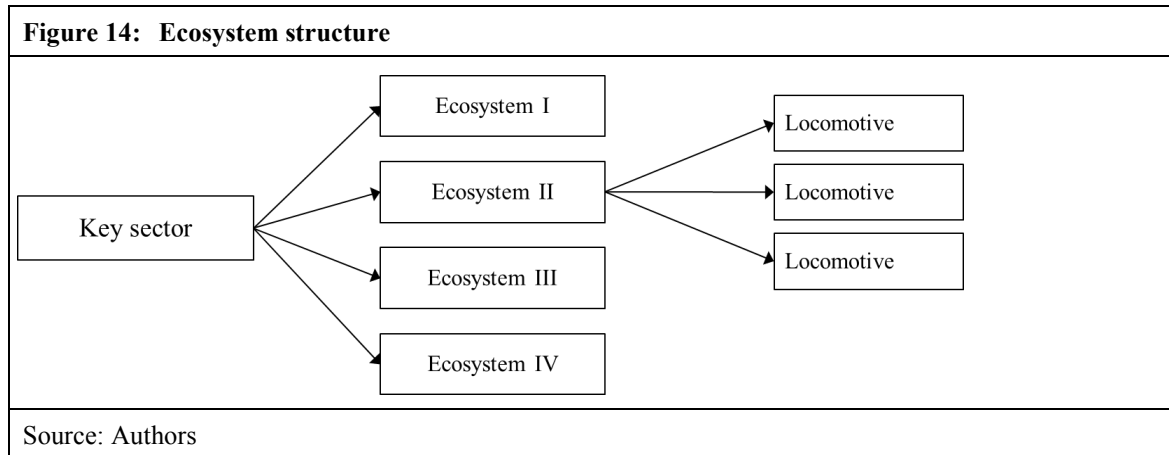 Figure 14: Ecosystem structure
Key sector
Ecosystem I
Ecosystem II
Ecosystem III
Ecosystem IV
Locomotive
Locomotive
Locomotive
Source: Authors